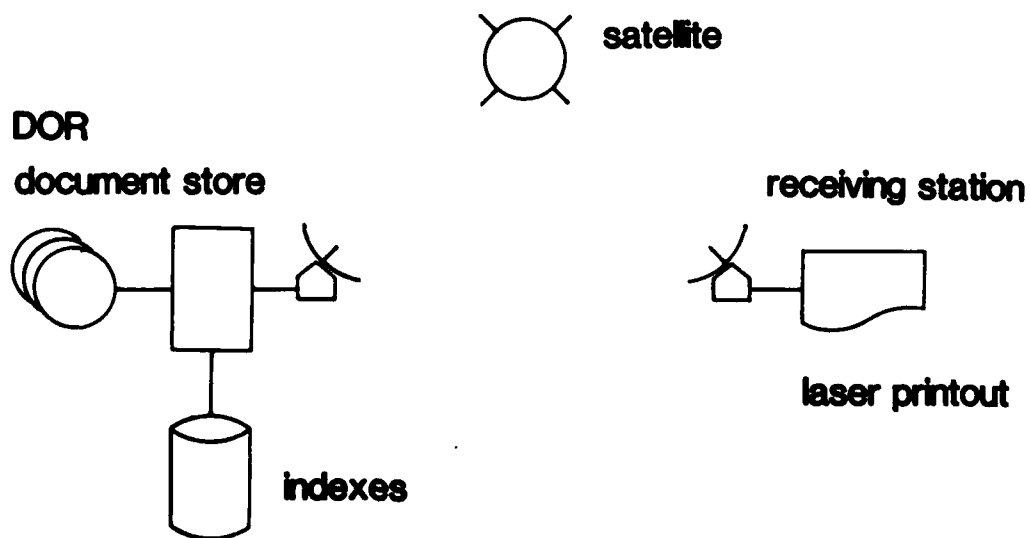 satellite
DOR
document store
receiving station
laser printout
indexes